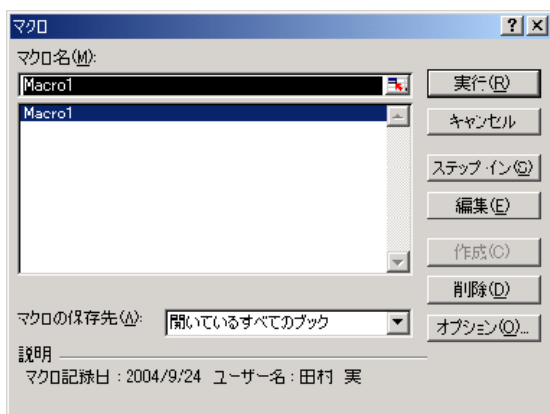 マクロ
マクロ名(M):
Macro1
Macro1
実行(R)
キャンセル
ステップ イン(S)
編集(E)
作成(C)
削除(D)
オプション(O)...
マクロの保存先(A):
開いているすべてのブック
説明
マクロ記録日 : 2004/9/24 ユーザー名 : 田村 実